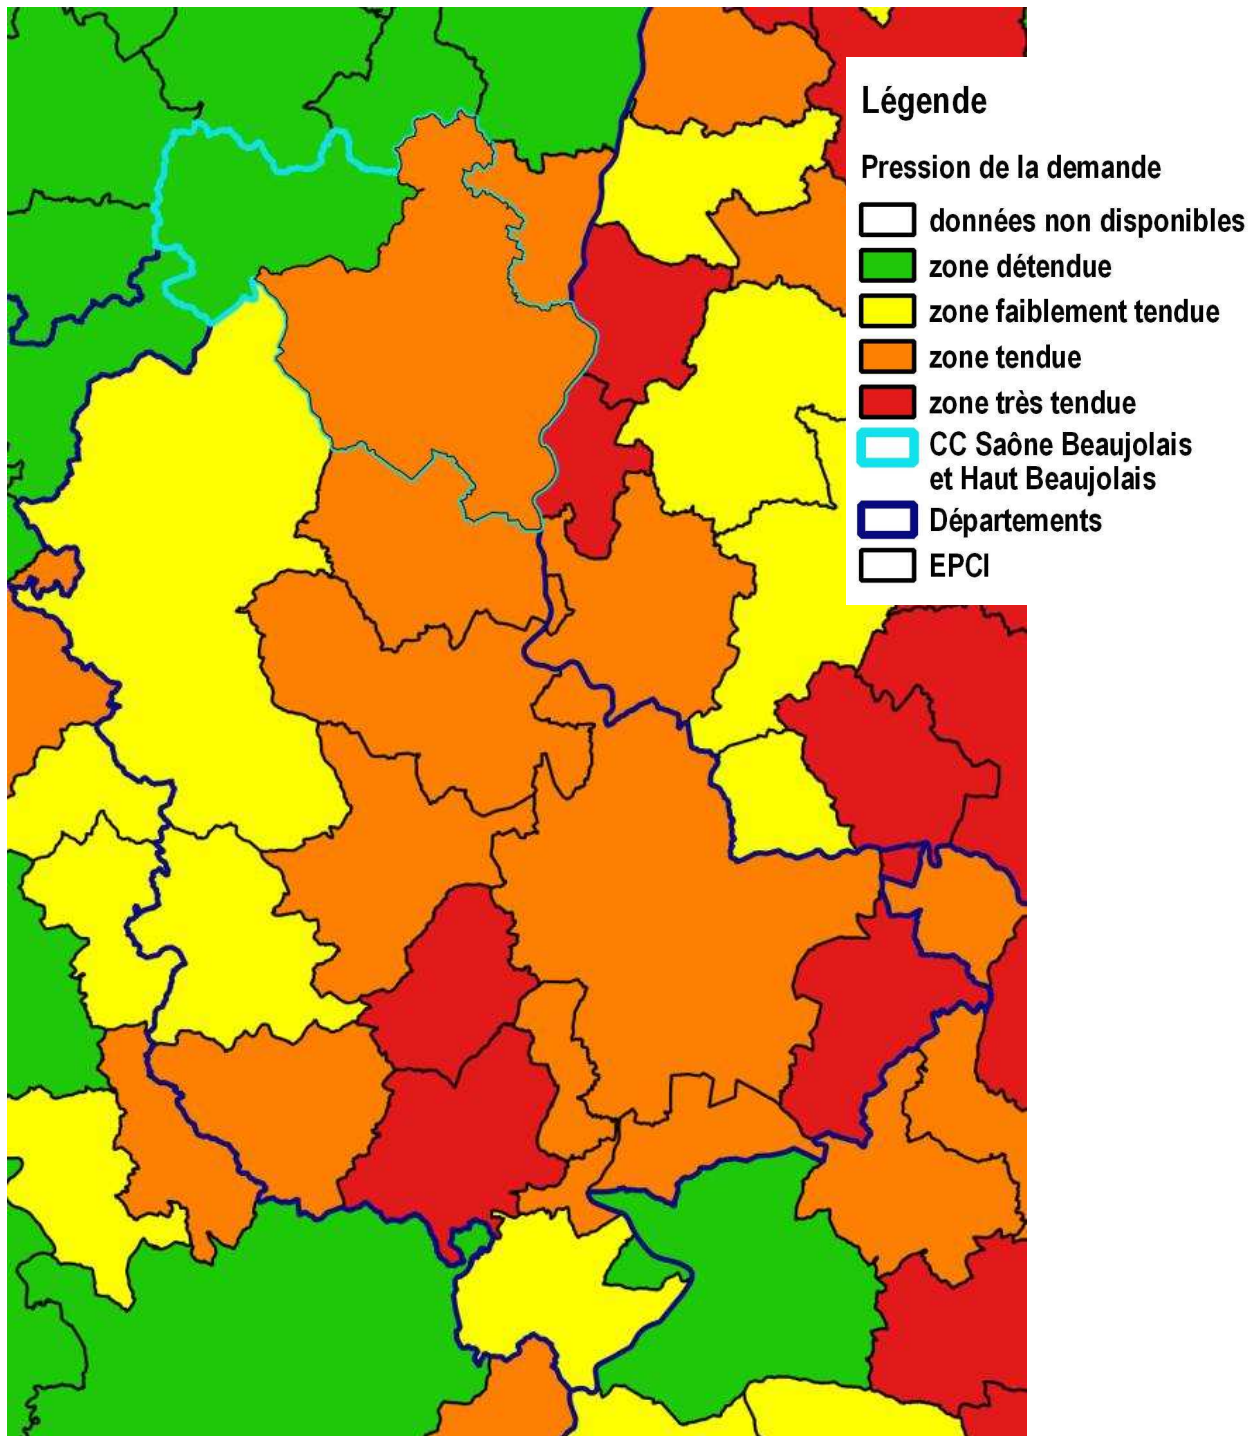 Légende
Pression de la demande
données non disponibles
zone détendue
zone faiblement tendue
zone tendue
zone très tendue
CC Saône Beaujolais
et Haut Beaujolais
Départements
EPCI